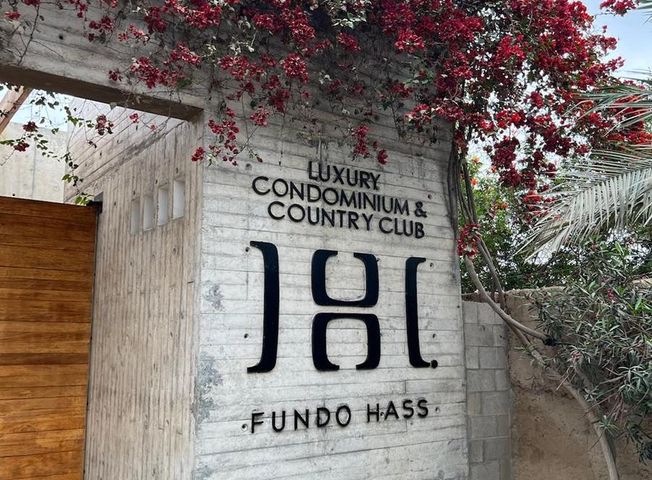 LUXURY
CONDOMINIUM &
COUNTRY CLUB
FUNDO HASS